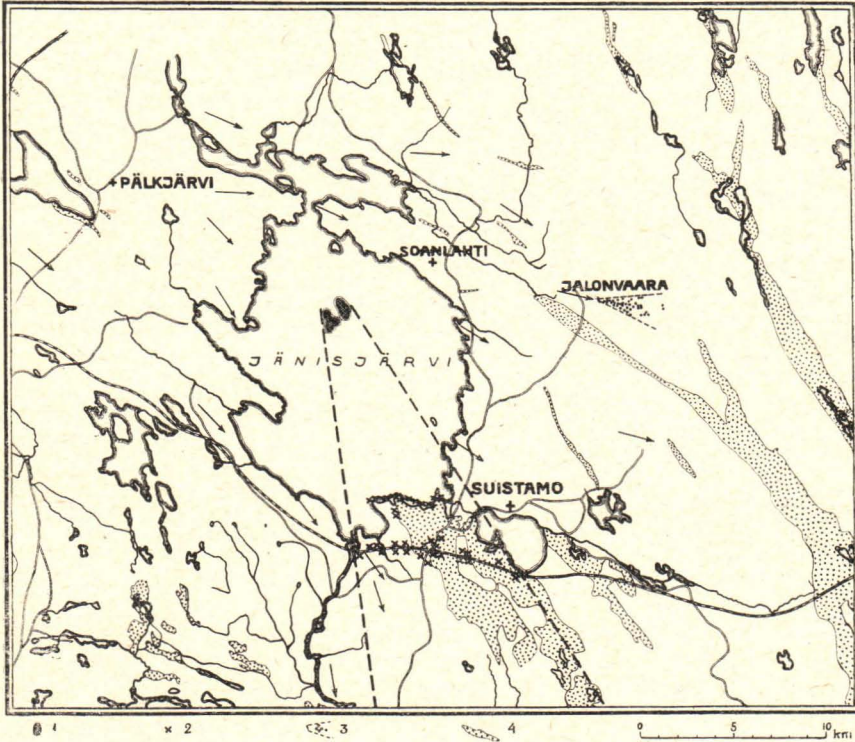 PÄLKJÄRVI
SOANLAHTI
JALONVAARA
JÄNISJÄRVI
SUISTAMO
1 × 2 3 4 0 5 10 km